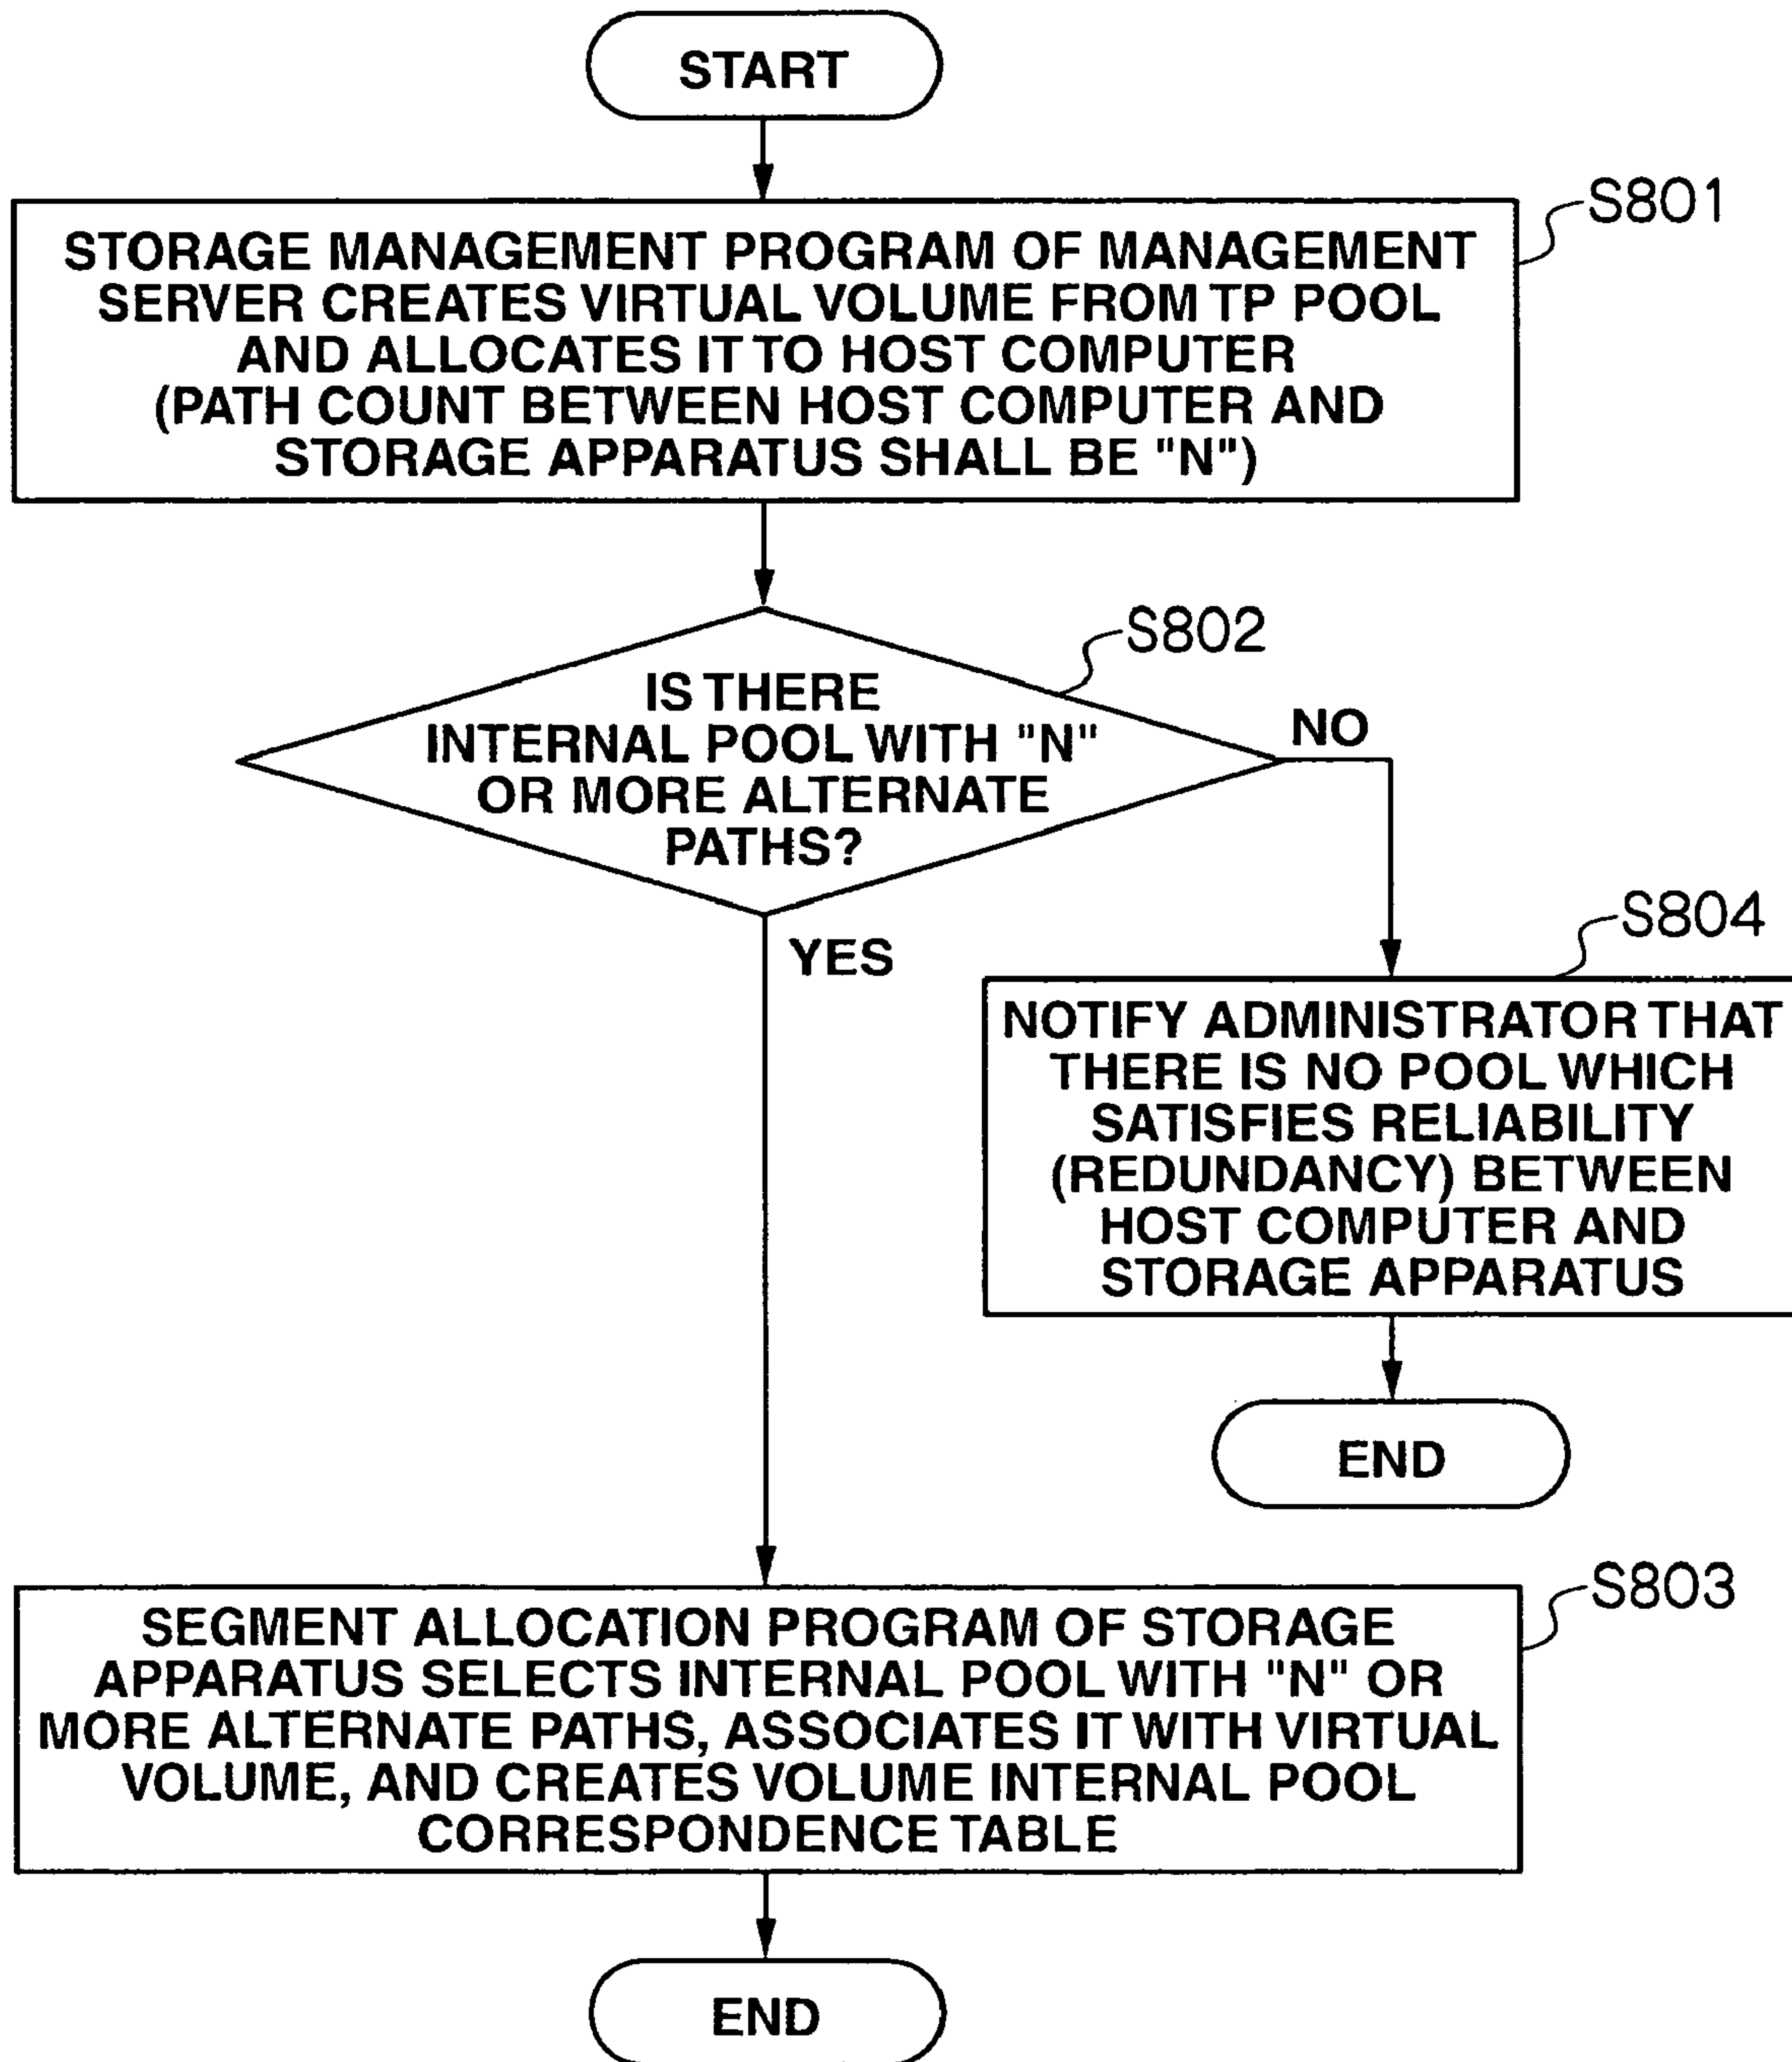 START
S801
STORAGE MANAGEMENT PROGRAM OF MANAGEMENT
SERVER CREATES VIRTUAL VOLUME FROM TP POOL
AND ALLOCATES IT TO HOST COMPUTER
(PATH COUNT BETWEEN HOST COMPUTER AND
STORAGE APPARATUS SHALL BE "N")
S802
IS THERE
INTERNAL POOL WITH "N"
OR MORE ALTERNATE
PATHS?
NO
YES
S804
NOTIFY ADMINISTRATOR THAT
THERE IS NO POOL WHICH
SATISFIES RELIABILITY
(REDUNDANCY) BETWEEN
HOST COMPUTER AND
STORAGE APPARATUS
END
S803
SEGMENT ALLOCATION PROGRAM OF STORAGE
APPARATUS SELECTS INTERNAL POOL WITH "N" OR
MORE ALTERNATE PATHS, ASSOCIATES IT WITH VIRTUAL
VOLUME, AND CREATES VOLUME INTERNAL POOL
CORRESPONDENCE TABLE
END